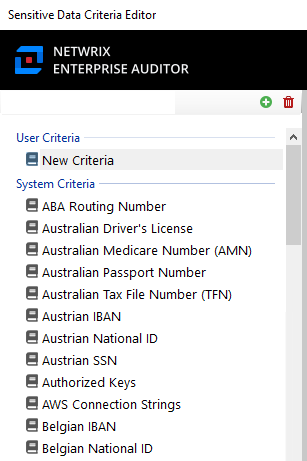 Sensitive Data Criteria Editor
NETWRIX
ENTERPRISE AUDITOR
User Criteria
New Criteria
System Criteria
ABA Routing Number
Australian Driver's License
Australian Medicare Number (AMN)
Australian Passport Number
Australian Tax File Number (TFN)
Austrian IBAN
Austrian National ID
Austrian SSN
Authorized Keys
AWS Connection Strings
Belgian IBAN
Belgian National ID